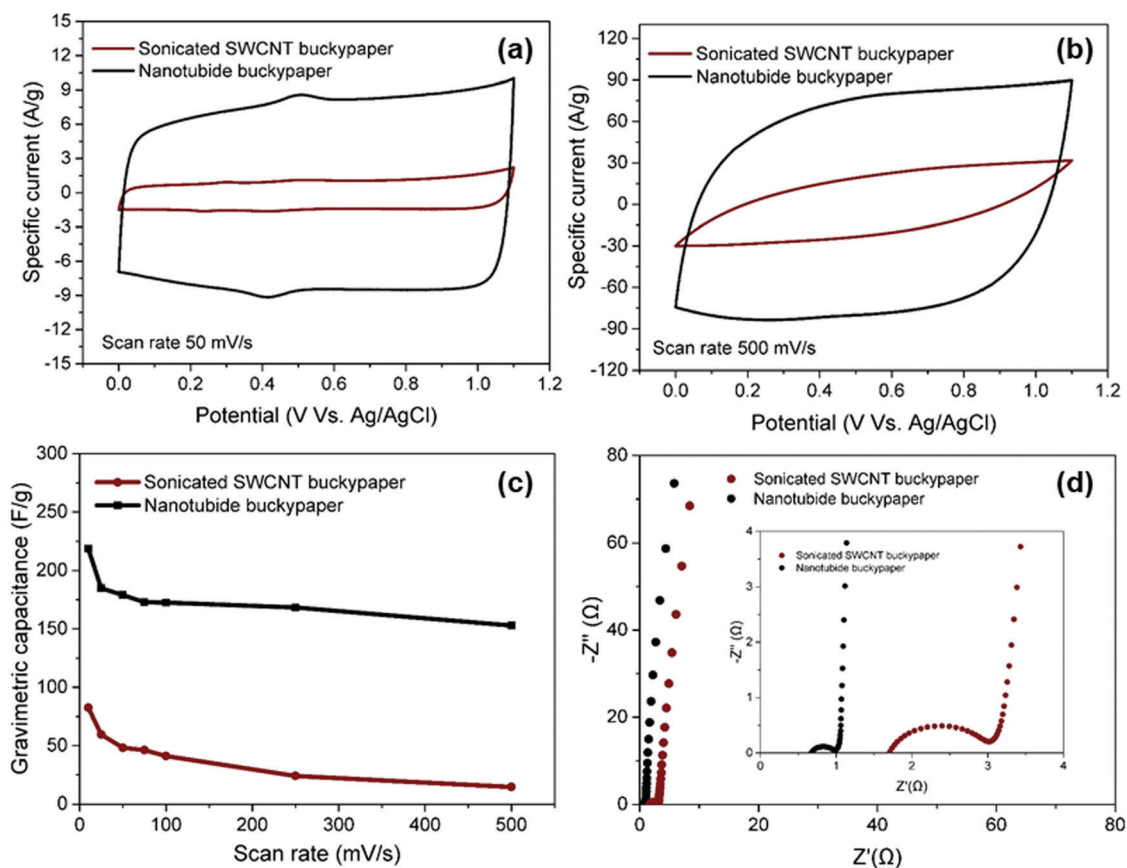 (a)
Sonicated SWCNT buckypaper
Nanotubide buckypaper
Specific current (A/g)
15
12
9
6
3
0
-3
-6
-9
-12
-15
Scan rate 50 mV/s
0.0 0.2 0.4 0.6 0.8 1.0 1.2
Potential (V Vs. Ag/AgCl)
(b)
Sonicated SWCNT buckypaper
Nanotubide buckypaper
Specific current (A/g)
120
90
60
30
0
-30
-60
-90
-120
Scan rate 500 mV/s
0.0 0.2 0.4 0.6 0.8 1.0 1.2
Potential (V Vs. Ag/AgCl)
(c)
Sonicated SWCNT buckypaper
Nanotubide buckypaper
Gravimetric capacitance (F/g)
300
250
200
150
100
50
0
0 100 200 300 400 500
Scan rate (mV/s)
(d)
Sonicated SWCNT buckypaper
Nanotubide buckypaper
-Z'' (Ω)
80
60
40
20
0
0 20 40 60 80
Z'(Ω)
Sonicated SWCNT buckypaper
Nanotubide buckypaper
-Z'' (Ω)
4
3
2
1
0
0 1 2 3 4
Z'(Ω)